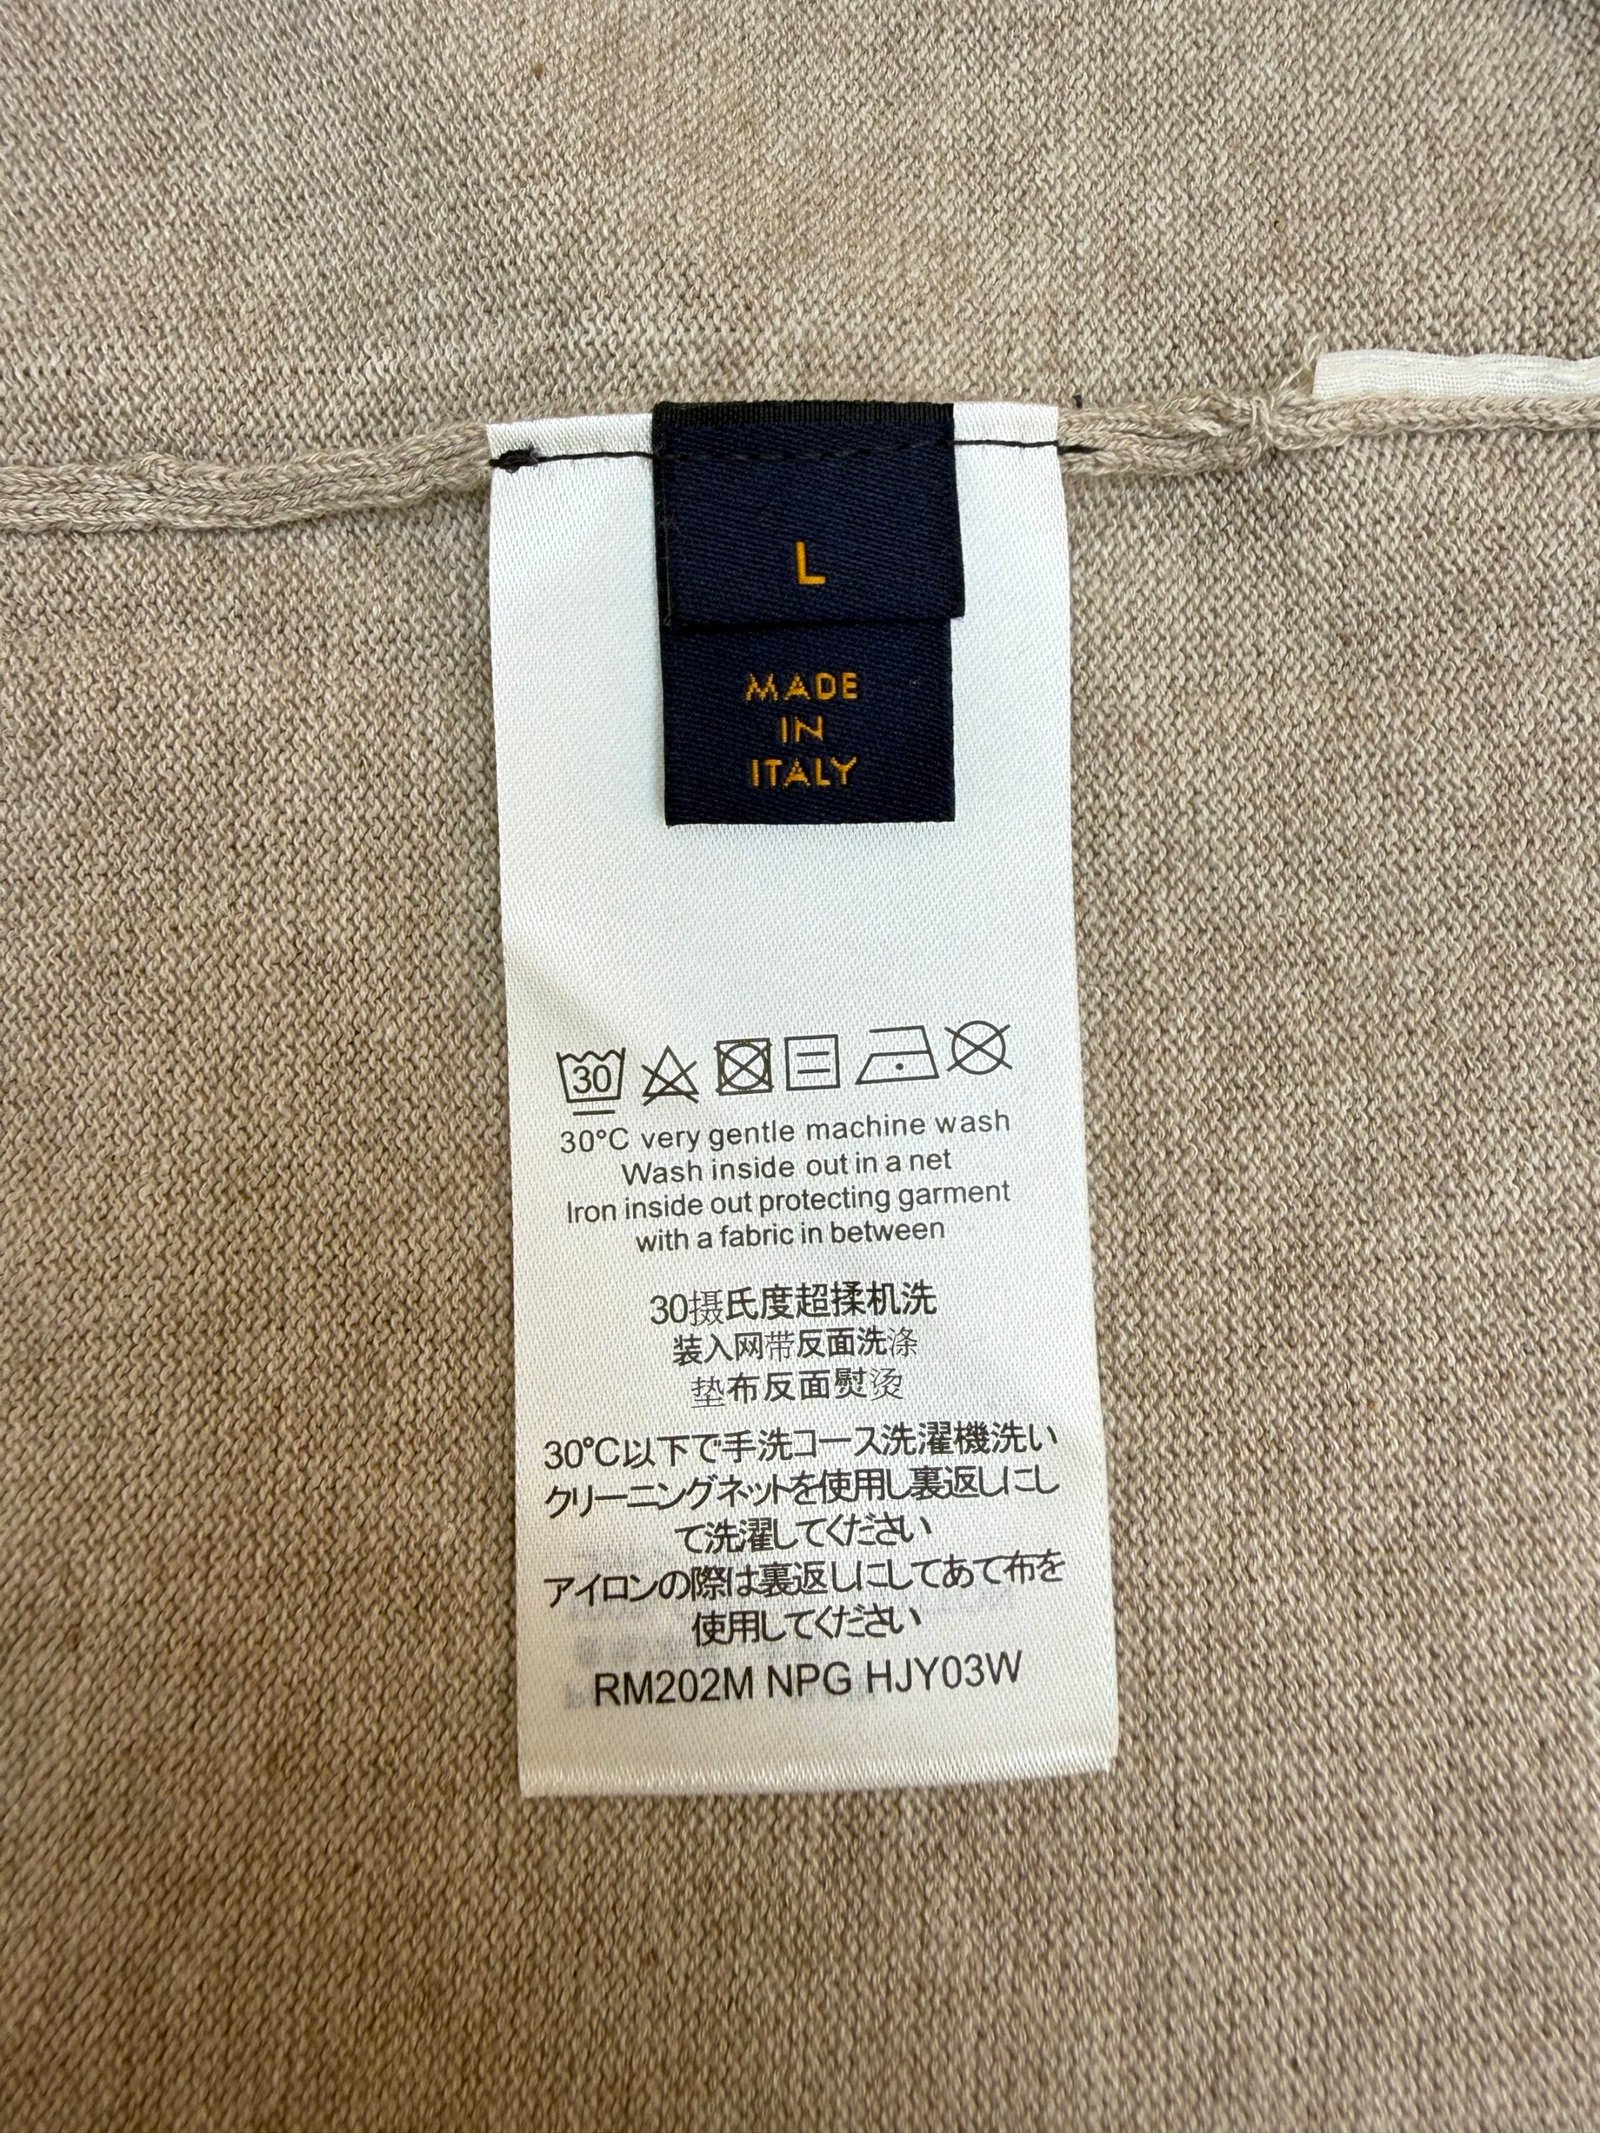 L
MADE
IN
ITALY
30
30°C very gentle machine wash
Wash inside out in a net
Iron inside out protecting garment
with a fabric in between
30摄氏度超揉机洗
装入网带反面洗涤
垫布反面熨烫
30°C以下で手洗コース洗濯機洗い
クリーニングネットを使用し裏返しにし
て洗濯してください
アイロンの際は裏返しにしてあて布を
使用してください
RM202M NPG HJY03W